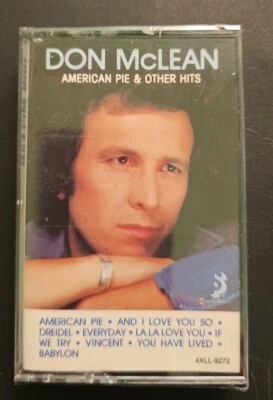 DON McLEAN
AMERICAN PIE & OTHER HITS
AMERICAN PIE • AND I LOVE YOU SO •
DREIDEL • EVERYDAY • LA LA LOVE YOU • IF
WE TRY • VINCENT • YOU HAVE LIVED •
BABYLON
4XLL-9272